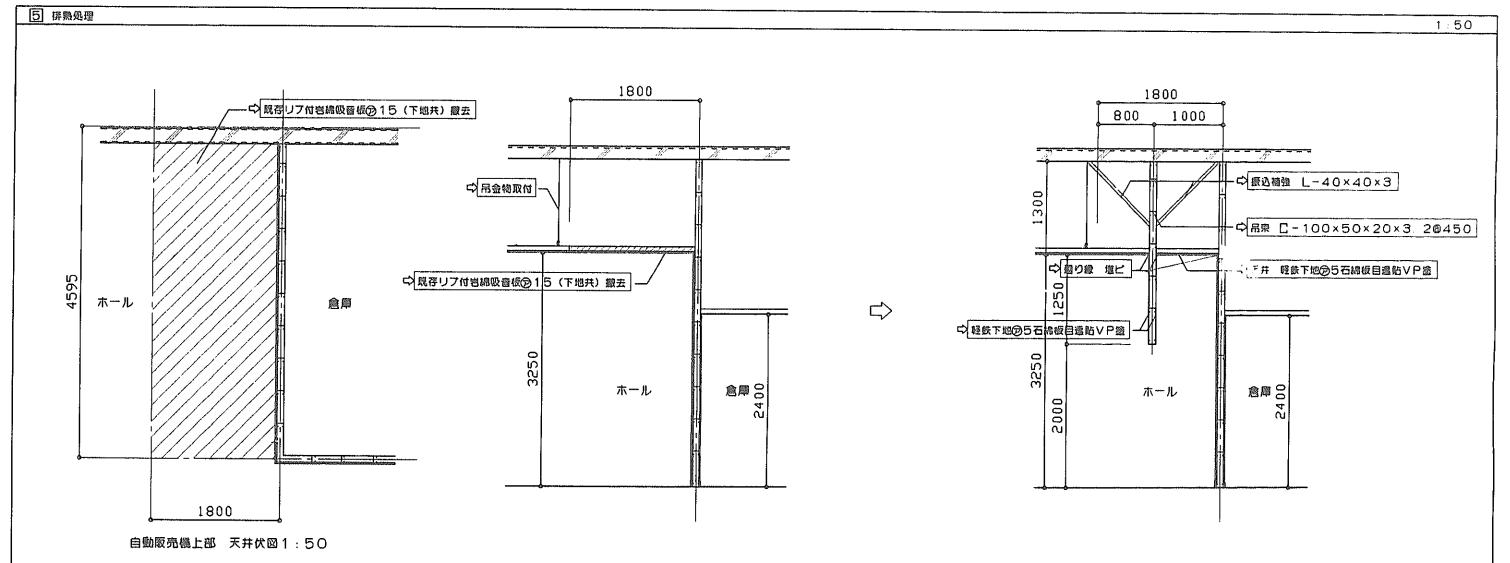 5 排熱処理
1:50
⇨既存リブ付岩綿吸音板㋐15(下地共)撤去
4595
ホール
倉庫
1800
自動販売機上部 天井伏図1:50
1800
⇨吊金物取付
⇨既存リブ付岩綿吸音板㋐15(下地共)撤去
3250
ホール
倉庫
2400
⇨
1800
800
1000
⇨振込補強 L-40×40×3
1300
⇨吊束 C-100×50×20×3.2@450
⇨廻り縁 塩ビ
⇨天井 軽鉄下地㋐5石綿板目透貼VP塗
1250
⇨軽鉄下地㋐5石綿板目透貼VP塗
3250
2000
ホール
倉庫
2400